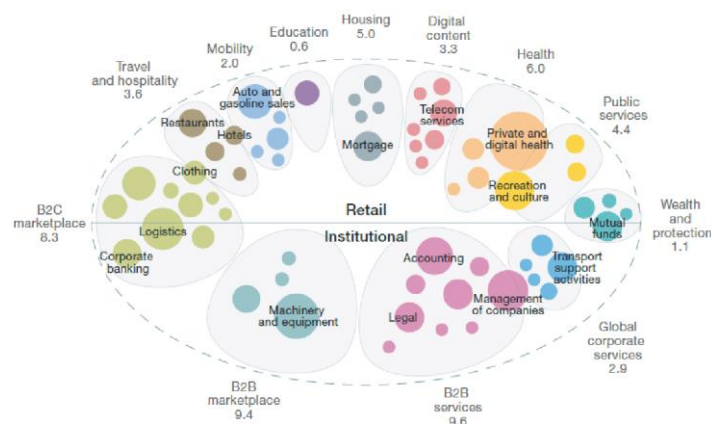 Housing
5.0
Education
0.6
Digital
content
3.3
Mobility
2.0
Health
6.0
Travel
and hospitality
3.6
Public
services
4.4
Auto and
gasoline sales
Restaurants
Hotels
Telecom
services
Mortgage
Private and
digital health
Clothing
Recreation
and culture
Retail
B2C
marketplace
8.3
Logistics
Mutual
funds
Wealth and
protection
1.1
Institutional
Corporate
banking
Accounting
Transport
support
activities
Machinery
and equipment
Legal
Management
of companies
Global
corporate
services
2.9
B2B
marketplace
9.4
B2B
services
9.6